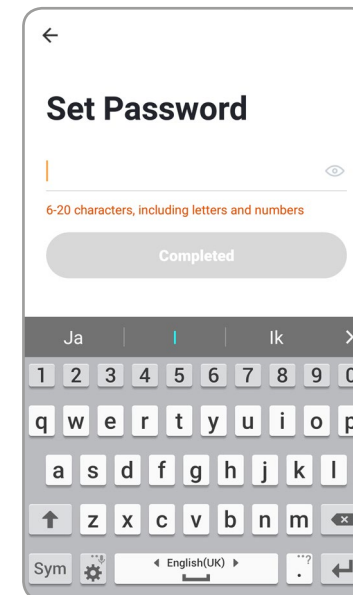 Set Password
6-20 characters, including letters and numbers
Completed
Ja I Ik
1 2 3 4 5 6 7 8 9 0
q w e r t y u i o p
a s d f g h j k l
z x c v b n m
Sym English(UK) . ...?